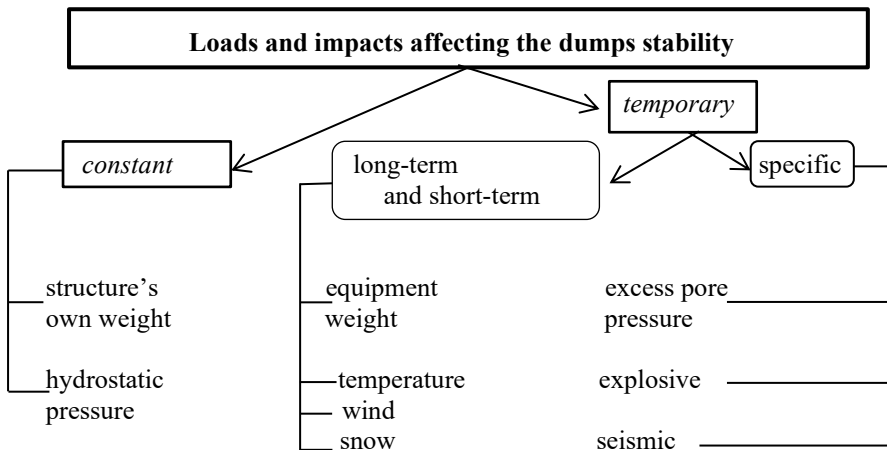 Loads and impacts affecting the dumps stability
temporary
constant
long-term
and short-term
specific
structure’s
own weight
hydrostatic
pressure
equipment
weight
temperature
wind
snow
excess pore
pressure
explosive
seismic